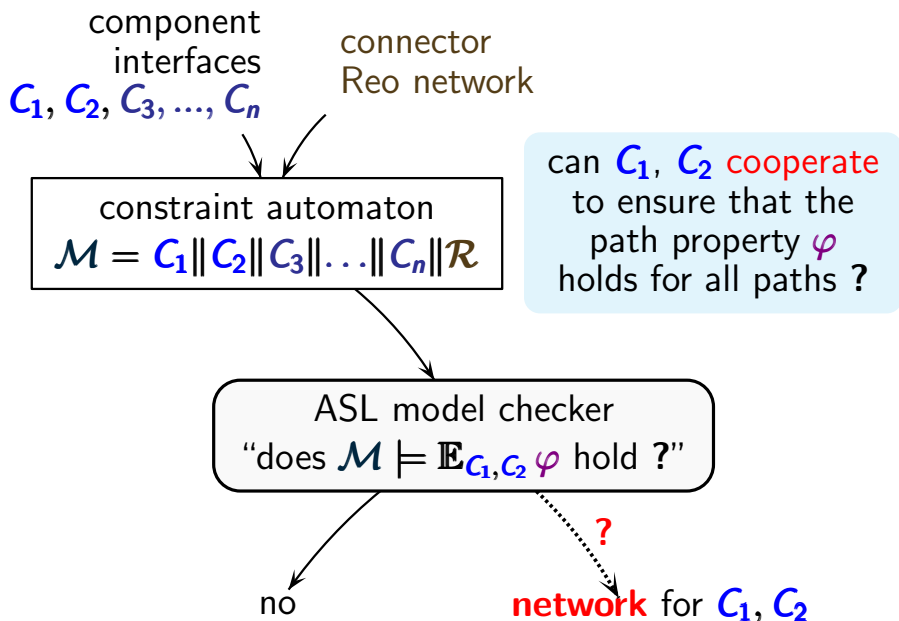 component
interfaces
C₁, C₂, C₃, ..., Cₙ
connector
Reo network
constraint automaton
ℳ = C₁‖C₂‖C₃‖...‖Cₙ‖ℛ
can C₁, C₂ cooperate
to ensure that the
path property φ
holds for all paths ?
ASL model checker
“does ℳ ⊨ 𝔼_{C₁,C₂} φ hold ?”
?
no
network for C₁, C₂